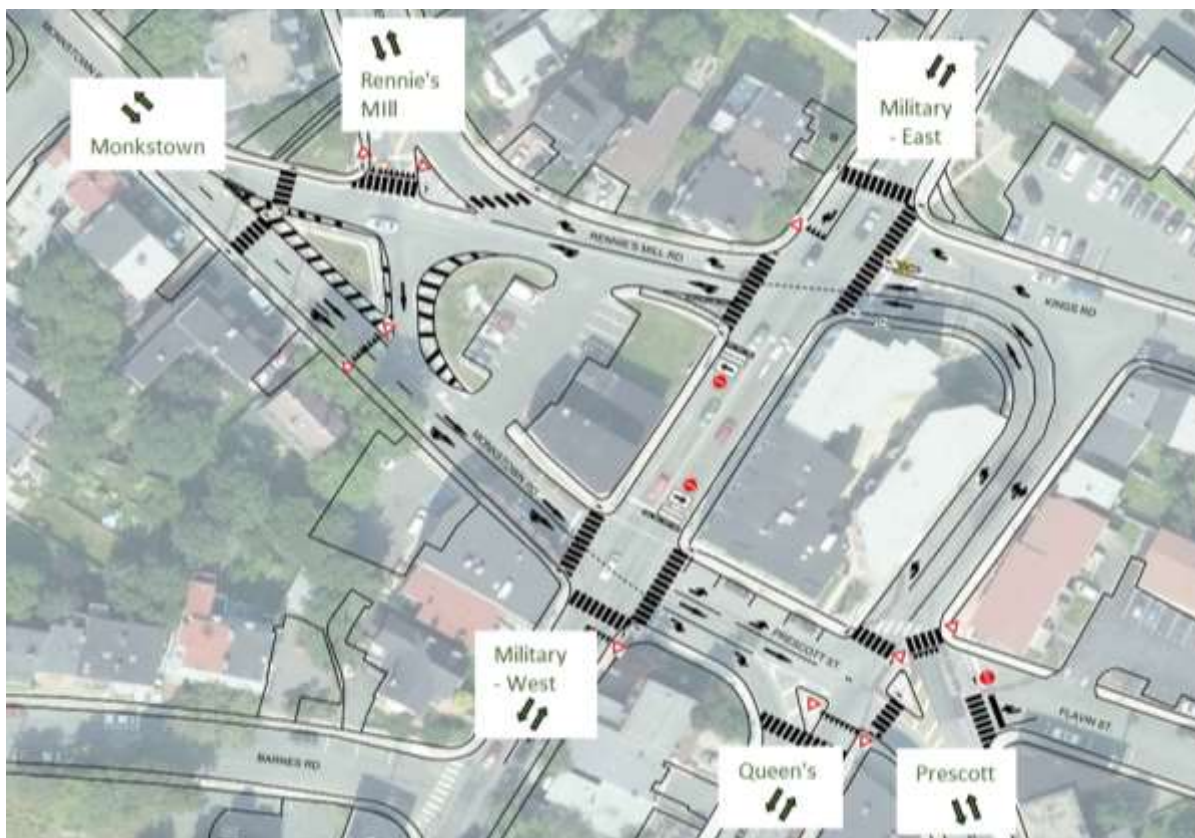 Monkstown
Rennie's
MIll
Military
- East
RENNIE'S MILL RD
KINGS RD
MONKSTOWN RD
PRESCOTT ST
Military
- West
FLAVIN ST
BARNES RD
Queen's
Prescott